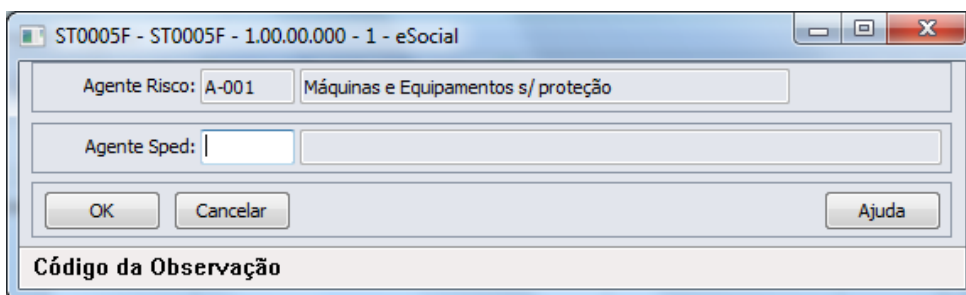 ST0005F - ST0005F - 1.00.00.000 - 1 - eSocial
Agente Risco: A-001 Máquinas e Equipamentos s/ proteção
Agente Sped:
OK Cancelar Ajuda
Código da Observação